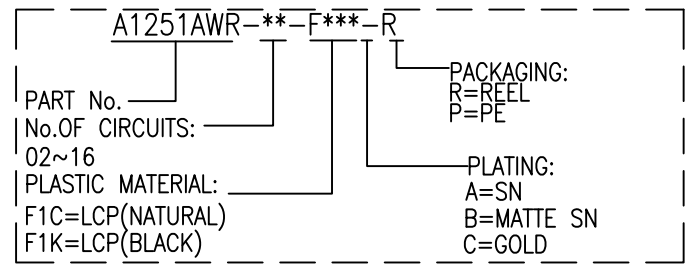 A1251AWR-**-F***-R
PACKAGING:
R=REEL
P=PE
PART No.
No.OF CIRCUITS:
02~16
PLASTIC MATERIAL:
F1C=LCP(NATURAL)
F1K=LCP(BLACK)
PLATING:
A=SN
B=MATTE SN
C=GOLD